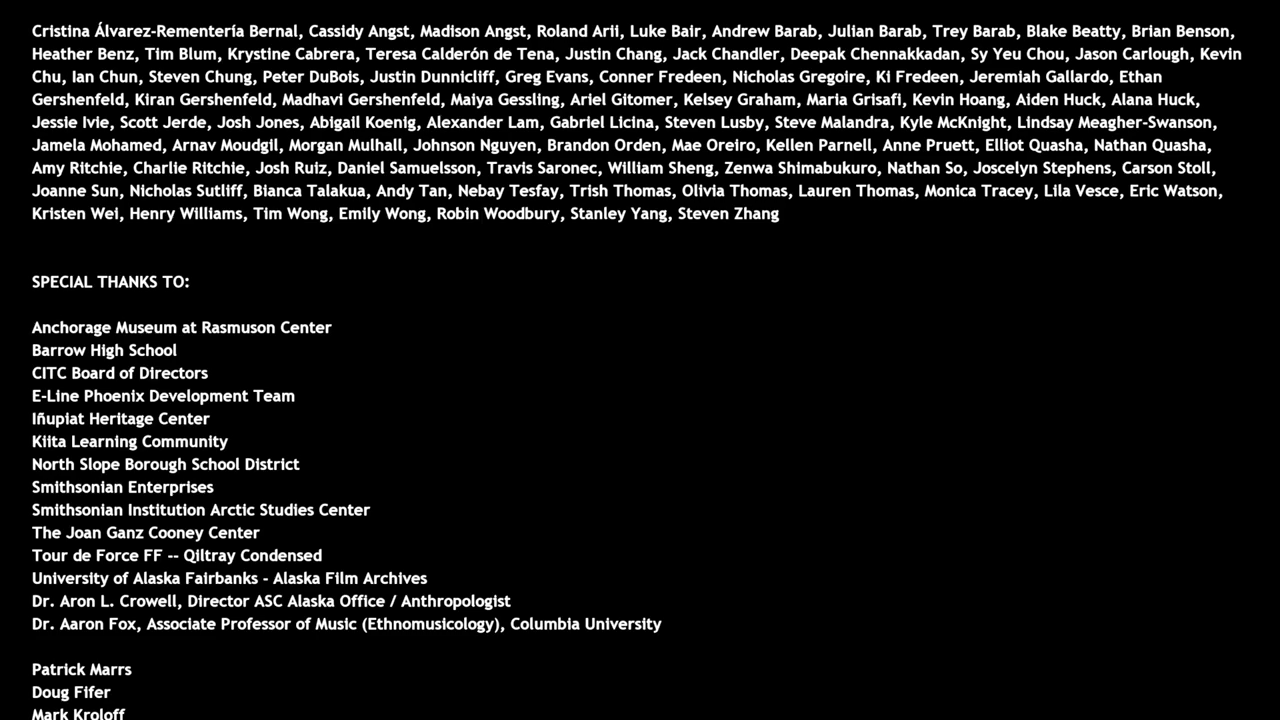 Cristina Álvarez-Rementería Bernal, Cassidy Angst, Madison Angst, Roland Arii, Luke Bair, Andrew Barab, Julian Barab, Trey Barab, Blake Beatty, Brian Benson,
Heather Benz, Tim Blum, Krystine Cabrera, Teresa Calderón de Tena, Justin Chang, Jack Chandler, Deepak Chennakkadan, Sy Yeu Chou, Jason Carlough, Kevin
Chu, Ian Chun, Steven Chung, Peter DuBois, Justin Dunnicliff, Greg Evans, Conner Fredeen, Nicholas Gregoire, Ki Fredeen, Jeremiah Gallardo, Ethan
Gershenfeld, Kiran Gershenfeld, Madhavi Gershenfeld, Maiya Gessling, Ariel Gitomer, Kelsey Graham, Maria Grisafi, Kevin Hoang, Aiden Huck, Alana Huck,
Jessie Ivie, Scott Jerde, Josh Jones, Abigail Koenig, Alexander Lam, Gabriel Licina, Steven Lusby, Steve Malandra, Kyle McKnight, Lindsay Meagher-Swanson,
Jamela Mohamed, Arnav Moudgil, Morgan Mulhall, Johnson Nguyen, Brandon Orden, Mae Oreiro, Kellen Parnell, Anne Pruett, Elliot Quasha, Nathan Quasha,
Amy Ritchie, Charlie Ritchie, Josh Ruiz, Daniel Samuelsson, Travis Saronec, William Sheng, Zenwa Shimabukuro, Nathan So, Joscelyn Stephens, Carson Stoll,
Joanne Sun, Nicholas Sutliff, Bianca Talakua, Andy Tan, Nebay Tesfay, Trish Thomas, Olivia Thomas, Lauren Thomas, Monica Tracey, Lila Vesce, Eric Watson,
Kristen Wei, Henry Williams, Tim Wong, Emily Wong, Robin Woodbury, Stanley Yang, Steven Zhang
SPECIAL THANKS TO:
Anchorage Museum at Rasmuson Center
Barrow High School
CITC Board of Directors
E-Line Phoenix Development Team
Iñupiat Heritage Center
Kiita Learning Community
North Slope Borough School District
Smithsonian Enterprises
Smithsonian Institution Arctic Studies Center
The Joan Ganz Cooney Center
Tour de Force FF -- Qiltray Condensed
University of Alaska Fairbanks - Alaska Film Archives
Dr. Aron L. Crowell, Director ASC Alaska Office / Anthropologist
Dr. Aaron Fox, Associate Professor of Music (Ethnomusicology), Columbia University
Patrick Marrs
Doug Fifer
Mark Kroloff